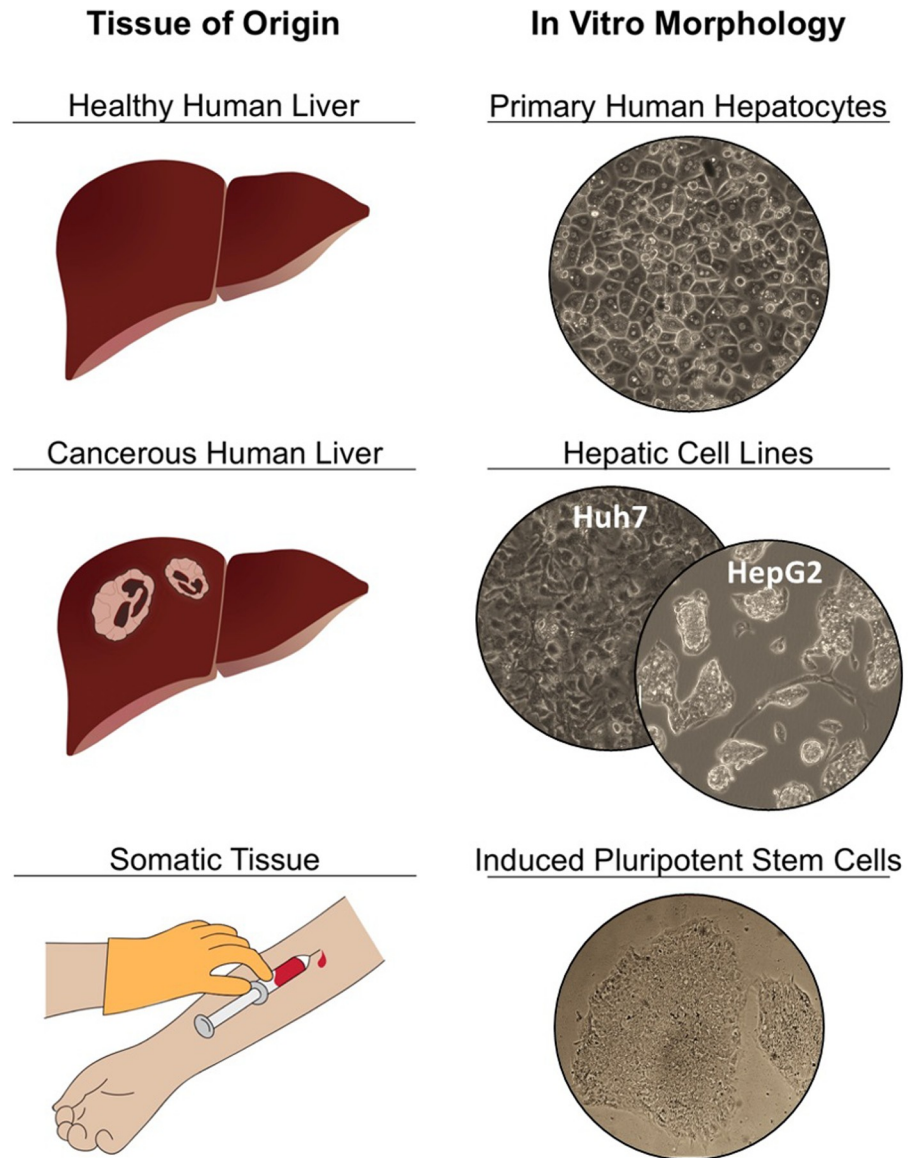 Tissue of Origin
In Vitro Morphology
Healthy Human Liver
Primary Human Hepatocytes
Cancerous Human Liver
Hepatic Cell Lines
Huh7
HepG2
Somatic Tissue
Induced Pluripotent Stem Cells